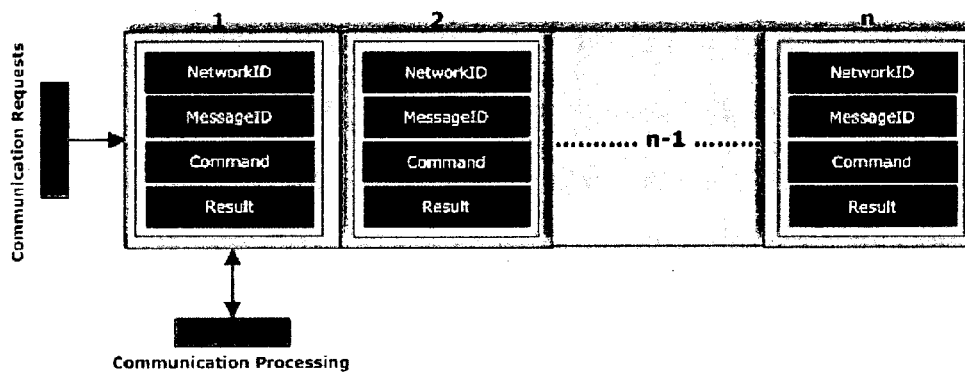 1
2
n
NetworkID
MessageID
Command
Result
NetworkID
MessageID
Command
Result
n-1
NetworkID
MessageID
Command
Result
Communication Requests
Communication Processing